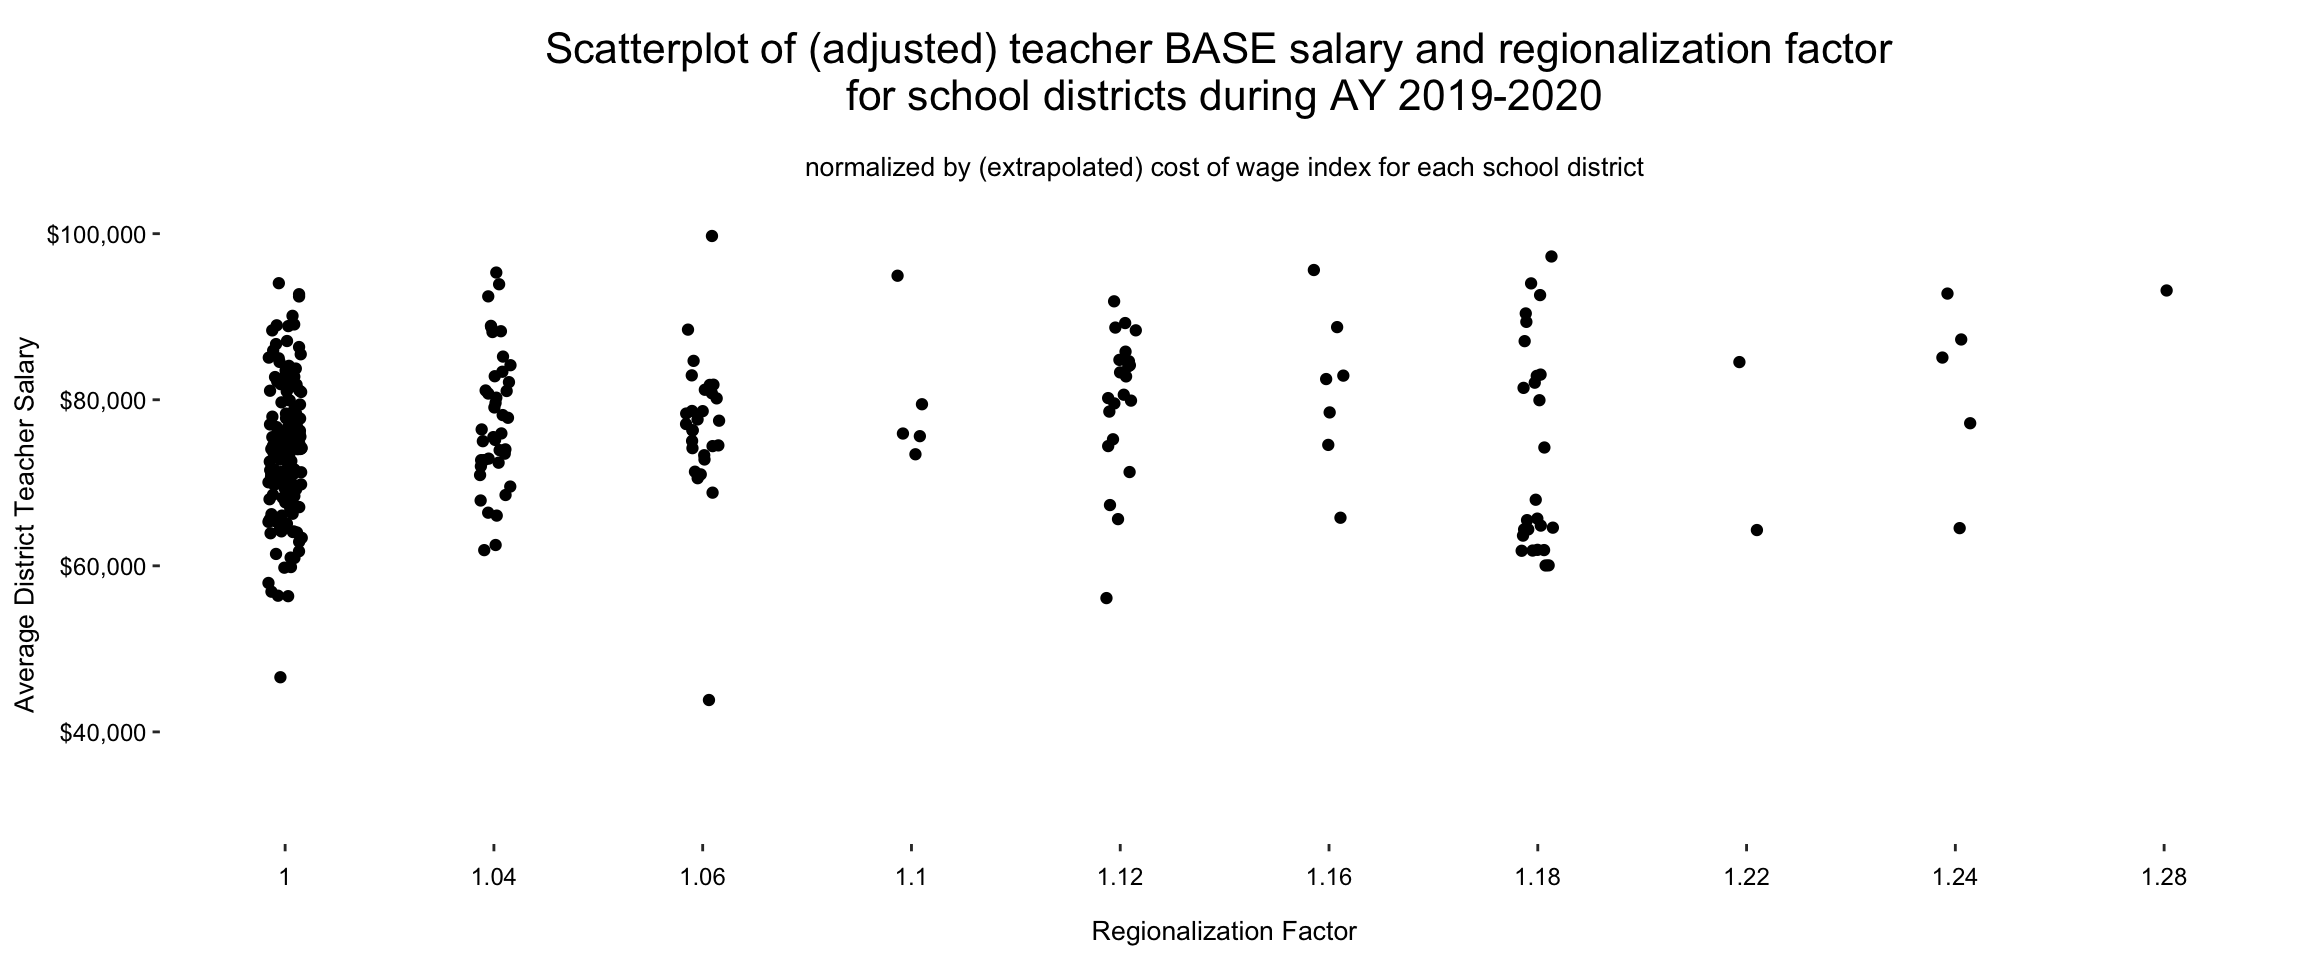 Scatterplot of (adjusted) teacher BASE salary and regionalization factor
for school districts during AY 2019-2020
normalized by (extrapolated) cost of wage index for each school district
Average District Teacher Salary
$100,000
$80,000
$60,000
$40,000
1 1.04 1.06 1.1 1.12 1.16 1.18 1.22 1.24 1.28
Regionalization Factor